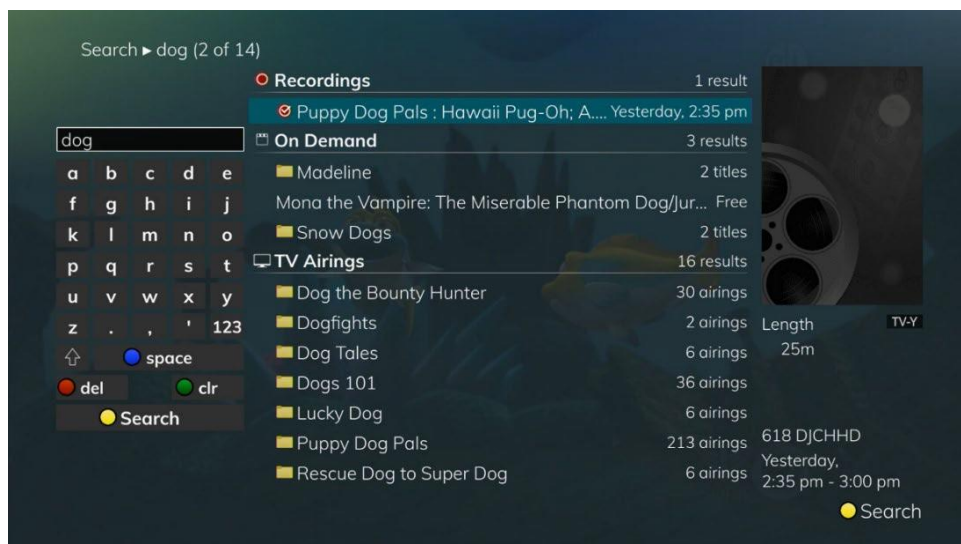 Search ▸ dog (2 of 14)
Recordings 1 result
Puppy Dog Pals : Hawaii Pug-Oh; A.... Yesterday, 2:35 pm
dog
On Demand 3 results
a b c d e
Madeline 2 titles
f g h i j
Mona the Vampire: The Miserable Phantom Dog/Jur... Free
k l m n o
Snow Dogs 2 titles
p q r s t
TV Airings 16 results
u v w x y
Dog the Bounty Hunter 30 airings
z . , ' 123
Dogfights 2 airings
space
Dog Tales 6 airings
del clr
Dogs 101 36 airings
Search
Lucky Dog 6 airings
Puppy Dog Pals 213 airings
Rescue Dog to Super Dog 6 airings
Length TV-Y
25m
618 DJCHHD
Yesterday,
2:35 pm - 3:00 pm
Search